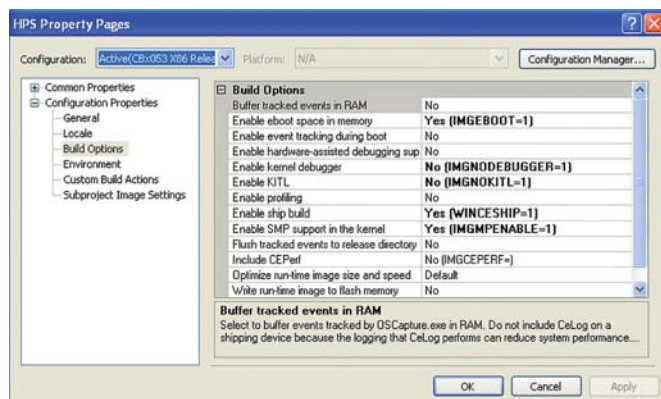 HPS Property Pages
Configuration: Active(CBx053 X86 Relea Platform: N/A Configuration Manager...
Common Properties
Configuration Properties
General
Locale
Build Options
Environment
Custom Build Actions
Subproject Image Settings
Build Options
Buffer tracked events in RAM No
Enable eboot space in memory Yes (IMGEBOOT=1)
Enable event tracking during boot No
Enable hardware-assisted debugging sup No
Enable kernel debugger No (IMGNODEBUGGER=1)
Enable KITL No (IMGNOKITL=1)
Enable profiling No
Enable ship build Yes (WINCESHIP=1)
Enable SMP support in the kernel Yes (IMGMPENABLE=1)
Flush tracked events to release directory No
Include CEPerf No (IMGCEPERF=)
Optimize run-time image size and speed Default
Write run-time image to flash memory No
Buffer tracked events in RAM
Select to buffer events tracked by OSCapture.exe in RAM. Do not include CeLog on a
shipping device because the logging that CeLog performs can reduce system performance....
OK Cancel Apply